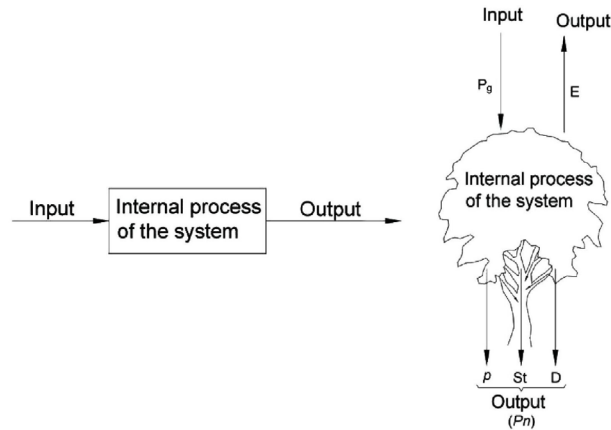 Input
Internal process
of the system
Output
Input
Output
Pg
E
Internal process
of the system
p
St
D
Output
(Pn)